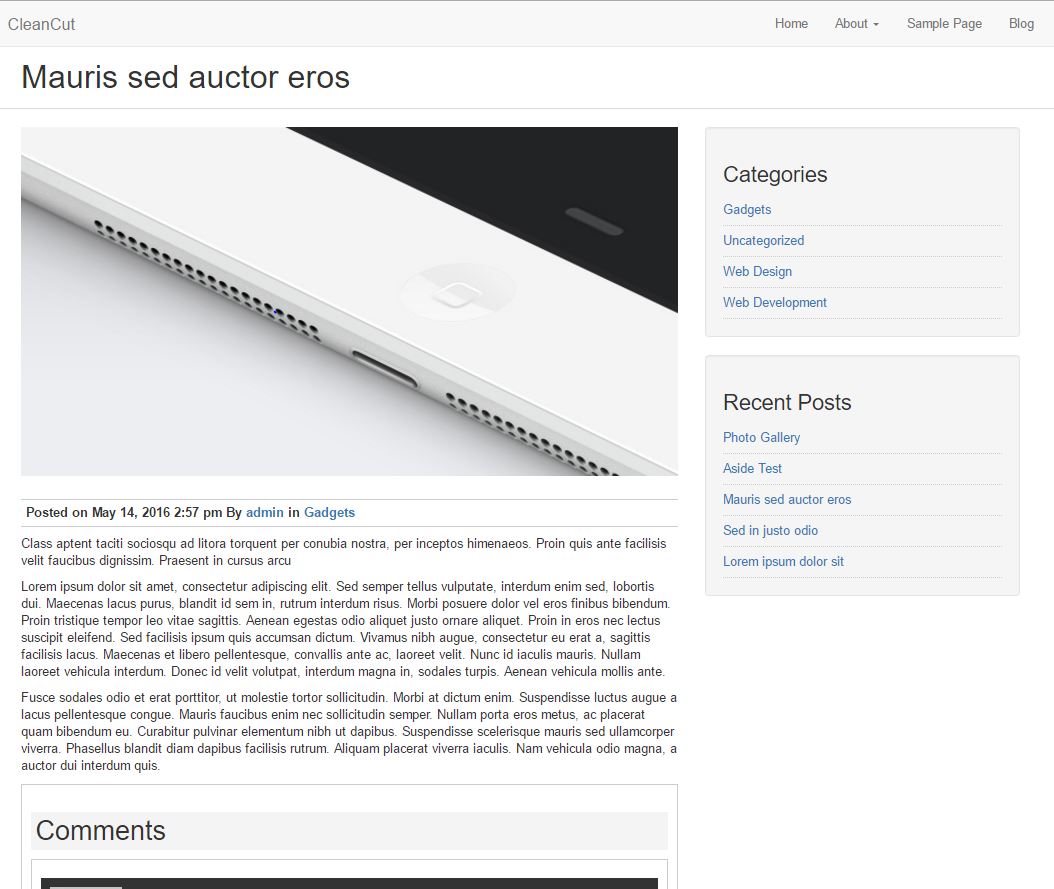 CleanCut
Home About Sample Page Blog
Mauris sed auctor eros
Posted on May 14, 2016 2:57 pm By admin in Gadgets
Class aptent taciti sociosqu ad litora torquent per conubia nostra, per inceptos himenaeos. Proin quis ante facilisis
velit faucibus dignissim. Praesent in cursus arcu
Lorem ipsum dolor sit amet, consectetur adipiscing elit. Sed semper tellus vulputate, interdum enim sed, lobortis
dui. Maecenas lacus purus, blandit id sem in, rutrum interdum risus. Morbi posuere dolor vel eros finibus bibendum.
Proin tristique tempor leo vitae sagittis. Aenean egestas odio aliquet justo ornare aliquet. Proin in eros nec lectus
suscipit eleifend. Sed facilisis ipsum quis accumsan dictum. Vivamus nibh augue, consectetur eu erat a, sagittis
facilisis lacus. Maecenas et libero pellentesque, convallis ante ac, laoreet velit. Nunc id iaculis mauris. Nullam
laoreet vehicula interdum. Donec id velit volutpat, interdum magna in, sodales turpis. Aenean vehicula mollis ante.
Fusce sodales odio et erat porttitor, ut molestie tortor sollicitudin. Morbi at dictum enim. Suspendisse luctus augue a
lacus pellentesque congue. Mauris faucibus enim nec sollicitudin semper. Nullam porta eros metus, ac placerat
quam bibendum eu. Curabitur pulvinar elementum nibh ut dapibus. Suspendisse scelerisque mauris sed ullamcorper
viverra. Phasellus blandit diam dapibus facilisis rutrum. Aliquam placerat viverra iaculis. Nam vehicula odio magna, a
auctor dui interdum quis.
Comments
Categories
Gadgets
Uncategorized
Web Design
Web Development
Recent Posts
Photo Gallery
Aside Test
Mauris sed auctor eros
Sed in justo odio
Lorem ipsum dolor sit